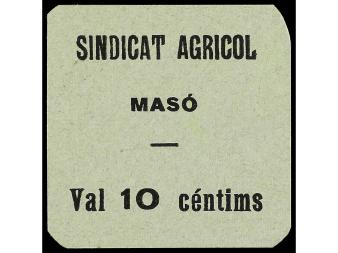 SINDICAT AGRICOL
MASÓ
—
Val 10 céntims